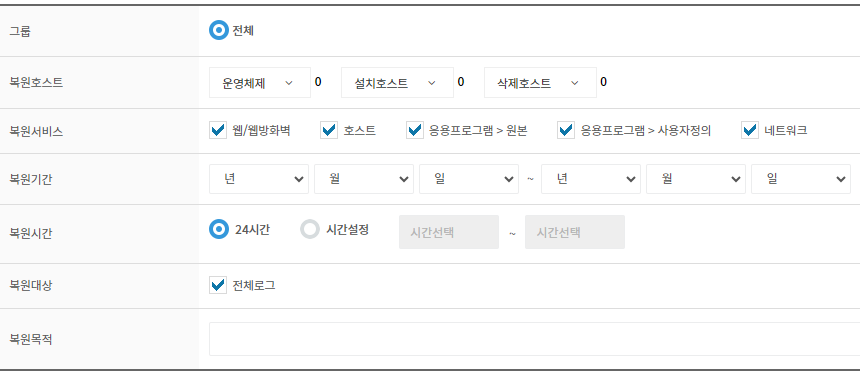 그룹 전체
복원호스트 운영체제 0 설치호스트 0 삭제호스트 0
복원서비스 웹/웹방화벽 호스트 응용프로그램 > 원본 응용프로그램 > 사용자정의 네트워크
복원기간 년 월 일 ~ 년 월 일
복원시간 24시간 시간설정 시간선택 ~ 시간선택
복원대상 전체로그
복원목적